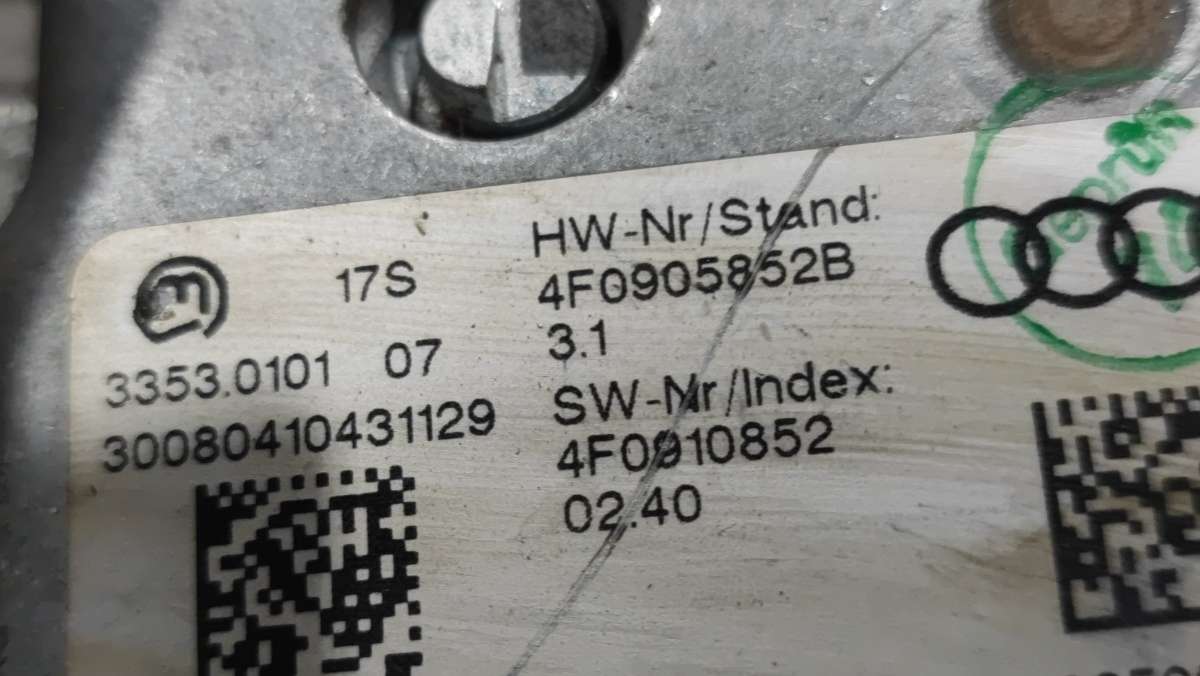 17S
3353.0101 07
30080410431129
HW-Nr/Stand:
4F0905852B
3.1
SW-Nr/Index:
4F0910852
02.40